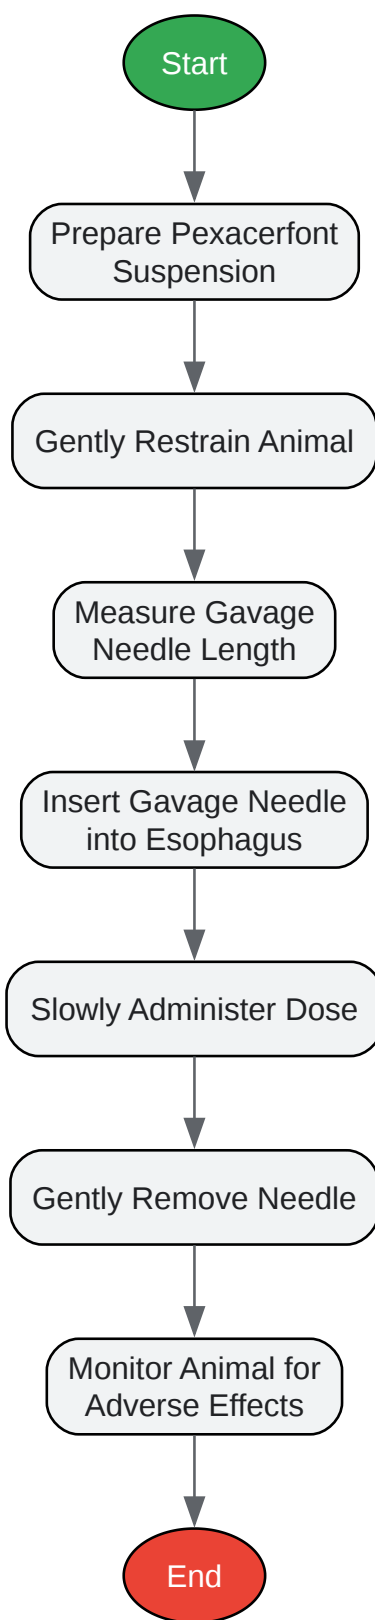 Start
Prepare Pexacerfont
Suspension
Gently Restrain Animal
Measure Gavage
Needle Length
Insert Gavage Needle
into Esophagus
Slowly Administer Dose
Gently Remove Needle
Monitor Animal for
Adverse Effects
End